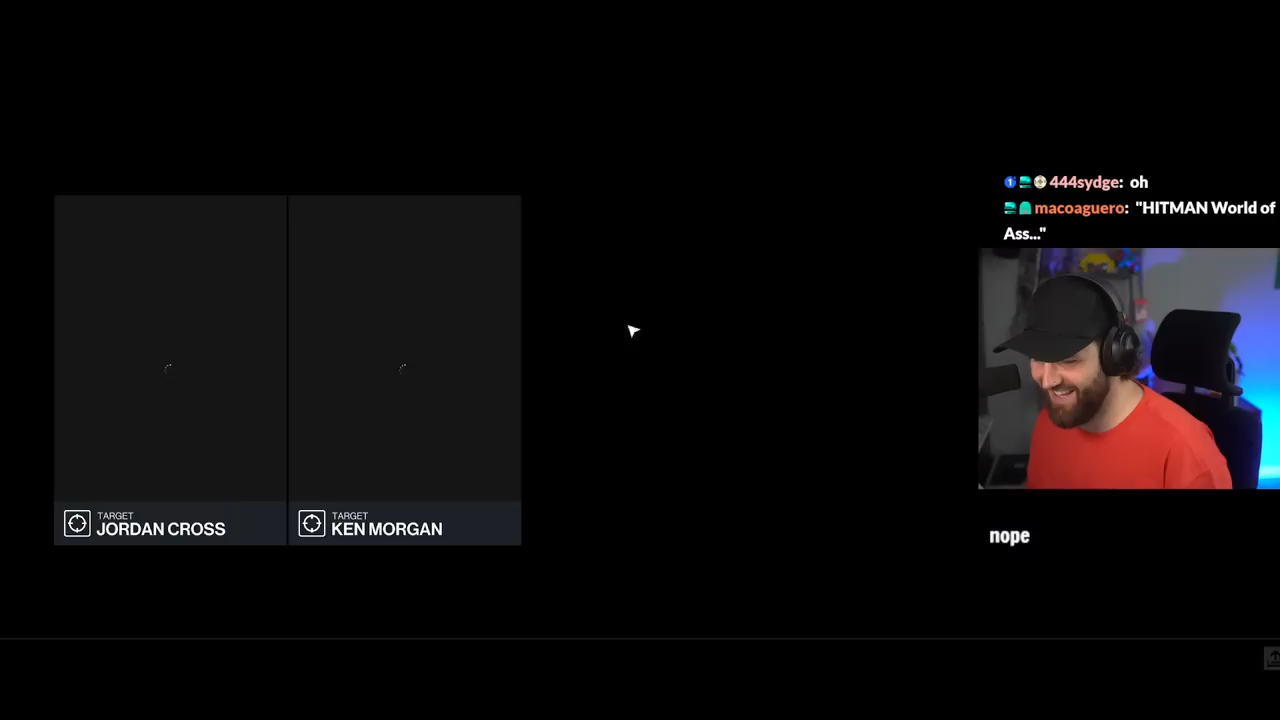 444sydge: oh
macoaguero: "HITMAN World of
Ass..."
TARGET
JORDAN CROSS
TARGET
KEN MORGAN
nope